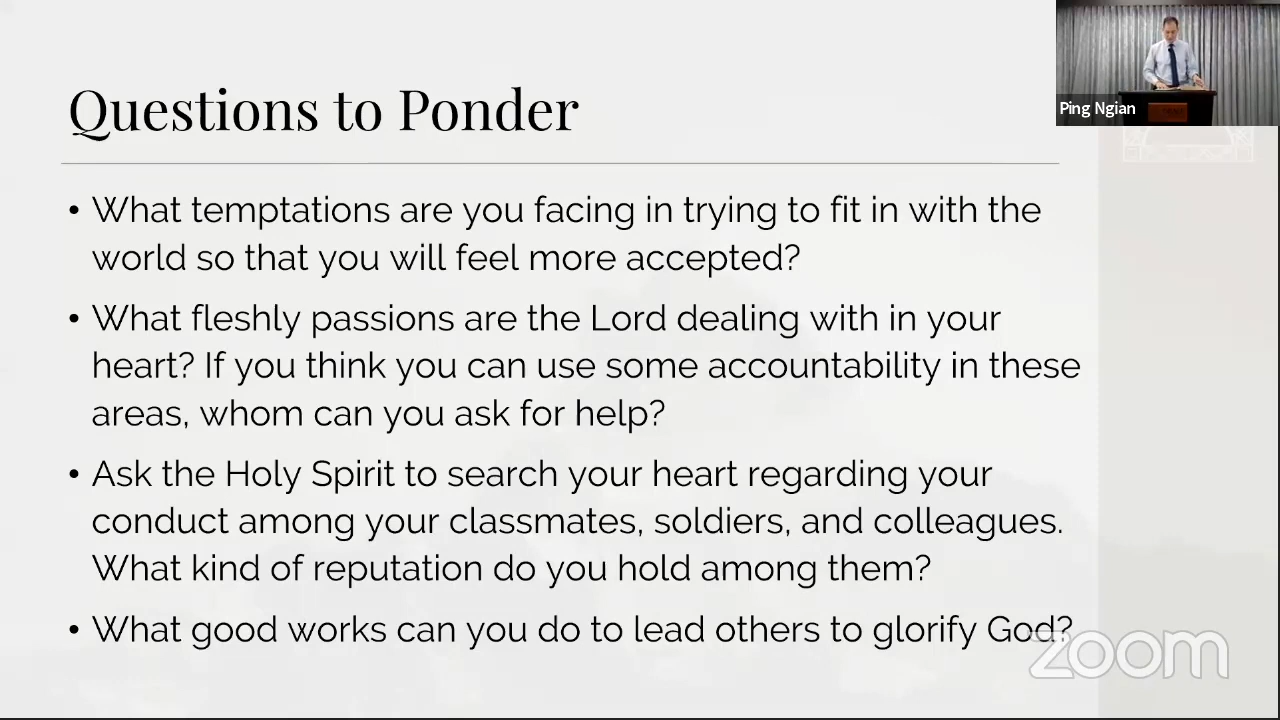 Ping Ngian
Questions to Ponder
• What temptations are you facing in trying to fit in with the
world so that you will feel more accepted?
• What fleshly passions are the Lord dealing with in your
heart? If you think you can use some accountability in these
areas, whom can you ask for help?
• Ask the Holy Spirit to search your heart regarding your
conduct among your classmates, soldiers, and colleagues.
What kind of reputation do you hold among them?
• What good works can you do to lead others to glorify God?
zoom